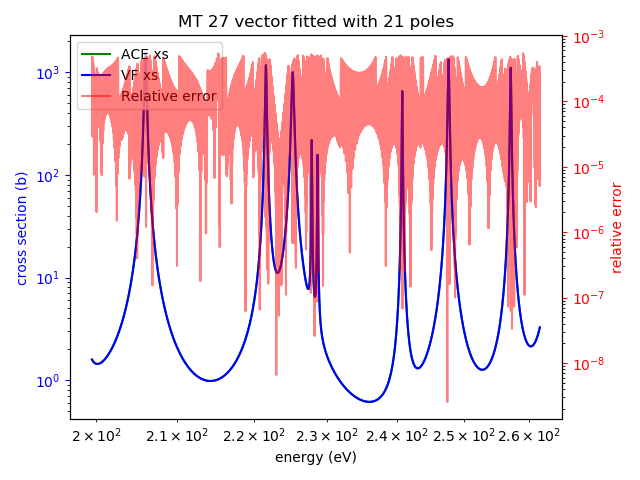 MT 27 vector fitted with 21 poles
ACE xs
VF xs
Relative error
cross section (b)
10³
10²
10¹
10⁰
10⁻³
10⁻⁴
10⁻⁵
10⁻⁶
10⁻⁷
10⁻⁸
relative error
2 × 10² 2.1 × 10² 2.2 × 10² 2.3 × 10² 2.4 × 10² 2.5 × 10² 2.6 × 10²
energy (eV)